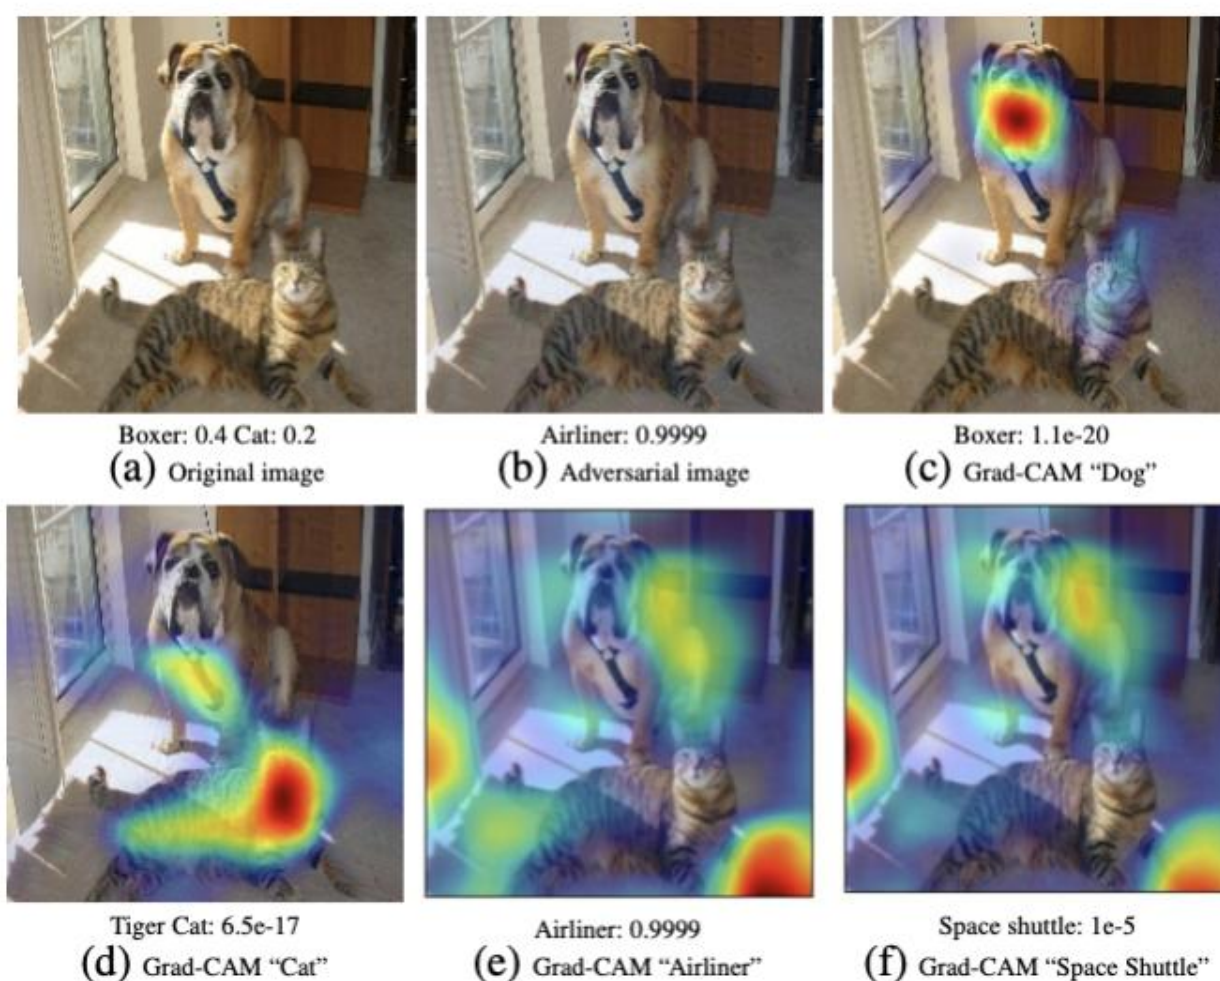 Boxer: 0.4 Cat: 0.2
(a) Original image
Airliner: 0.9999
(b) Adversarial image
Boxer: 1.1e-20
(c) Grad-CAM “Dog”
Tiger Cat: 6.5e-17
(d) Grad-CAM “Cat”
Airliner: 0.9999
(e) Grad-CAM “Airliner”
Space shuttle: 1e-5
(f) Grad-CAM “Space Shuttle”